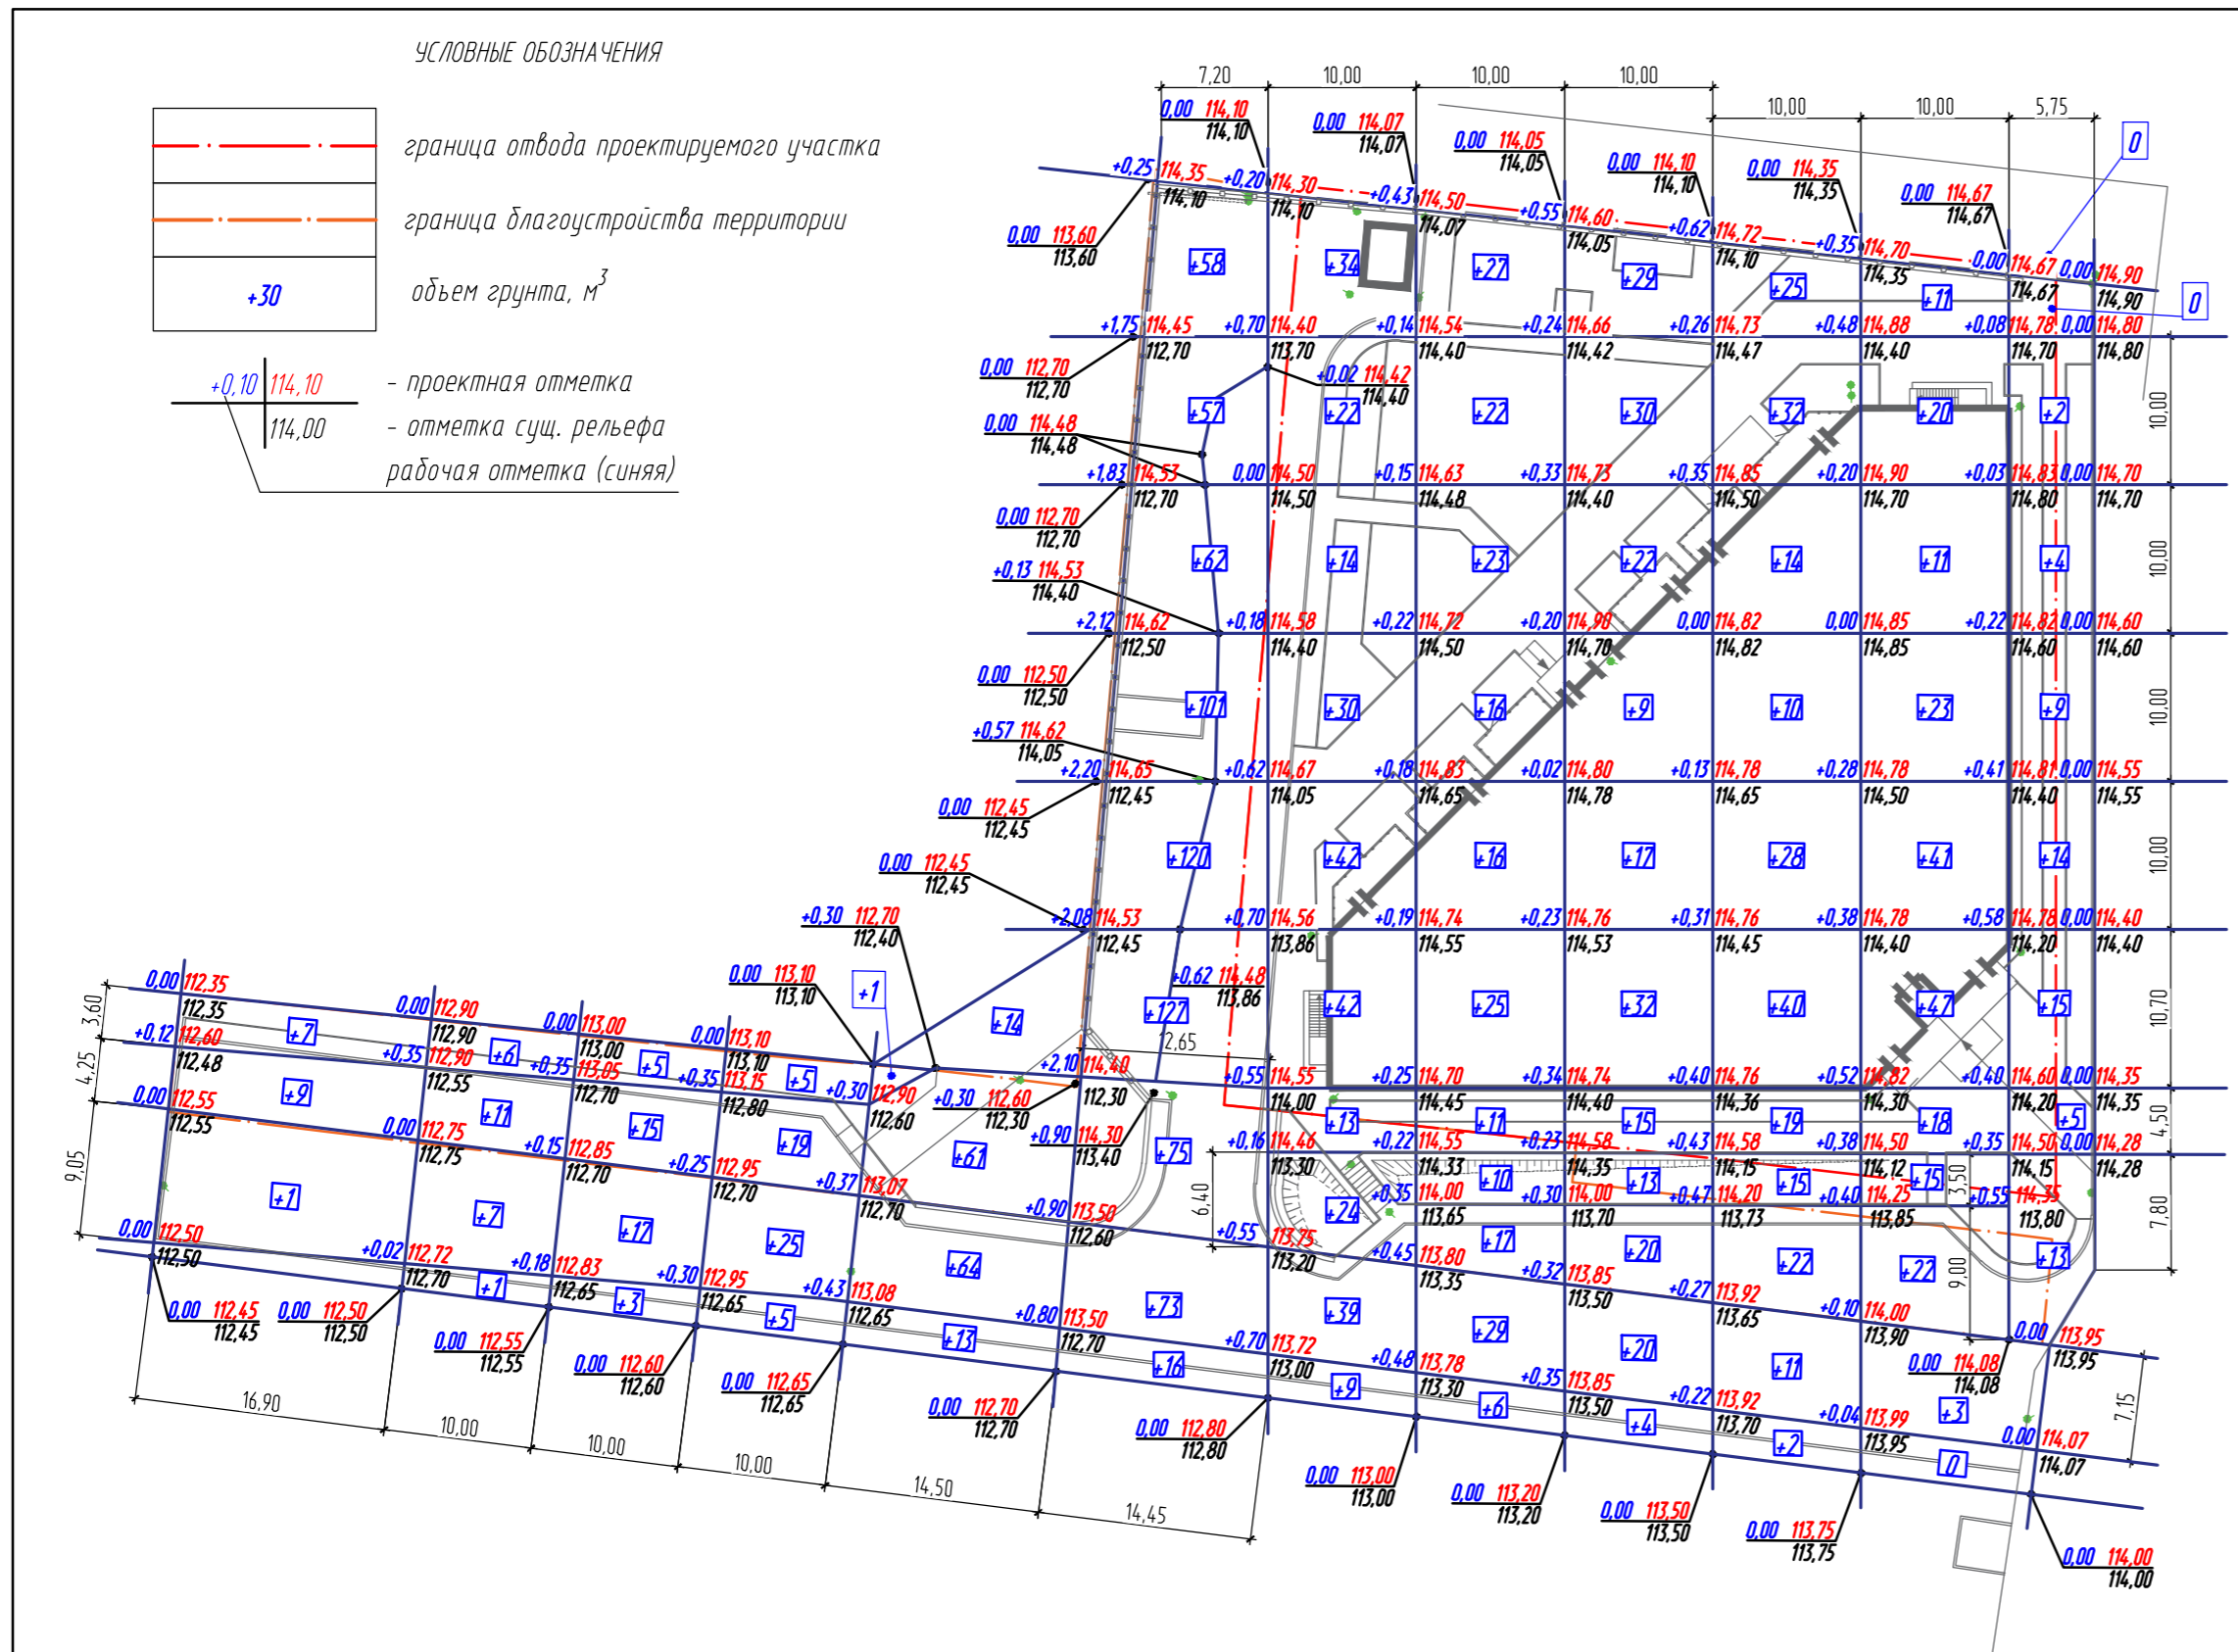 УСЛОВНЫЕ ОБОЗНАЧЕНИЯ
граница отвода проектируемого участка
граница благоустройства территории
+30 объем грунта, м³
+0,10 114,10 - проектная отметка
114,00 - отметка сущ. рельефа
рабочая отметка (синяя)
7,20 10,00 10,00 10,00
10,00 10,00 5,75
0,00 114,10
114,10
0,00 114,07
114,07
0,00 114,05
114,05
0,00 114,10
114,10
0,00 114,35
114,35
0,00 114,67
114,67
0
0
+0,25 114,35 +0,20 114,30 +0,43 114,50 +0,55 114,60 +0,62 114,72 +0,35 114,70 0,00 114,67 0,00 114,90
114,10 114,10 114,07 114,05 114,10 114,35 114,67 114,90
0,00 113,60
113,60
+58 +34 +27 +29 +25 +11
+1,75 114,45 +0,70 114,40 +0,14 114,54 +0,24 114,66 +0,26 114,73 +0,48 114,88 +0,08 114,78 0,00 114,80
112,70 113,70 114,40 114,42 114,47 114,40 114,70 114,80
0,00 112,70
112,70
+0,02 114,42
114,40
+57 +22 +22 +30 +32 +20 +2
10,00
0,00 114,48
114,48
+1,83 114,53 0,00 114,50 +0,15 114,63 +0,33 114,73 +0,35 114,85 +0,20 114,90 +0,03 114,83 0,00 114,70
112,70 114,50 114,48 114,40 114,50 114,70 114,80 114,70
0,00 112,70
112,70
+62 +14 +23 +22 +14 +11 +4
10,00
+0,13 114,53
114,40
+2,12 114,62 +0,18 114,58 +0,22 114,72 +0,20 114,90 0,00 114,82 0,00 114,85 +0,22 114,82 0,00 114,60
112,50 114,40 114,50 114,70 114,82 114,85 114,60 114,60
0,00 112,50
112,50
+101 +30 +16 +9 +10 +23 +9
10,00
+0,57 114,62
114,05
+2,20 114,65 +0,62 114,67 +0,18 114,83 +0,02 114,80 +0,13 114,78 +0,28 114,78 +0,41 114,81 0,00 114,55
112,45 114,05 114,65 114,78 114,65 114,50 114,40 114,55
0,00 112,45
112,45
+120 +42 +16 +17 +28 +41 +14
10,00
0,00 112,45
112,45
+2,08 114,53 +0,70 114,56 +0,19 114,74 +0,23 114,76 +0,31 114,76 +0,38 114,78 +0,58 114,78 0,00 114,40
112,45 113,86 114,55 114,53 114,45 114,40 114,20 114,40
+0,30 112,70
112,40
+0,62 114,48
113,86
0,00 113,10
113,10
+1
+14 +127 +42 +25 +32 +40 +47 +15
10,70
12,65
3,60
0,00 112,35 0,00 112,90 0,00 113,00 0,00 113,10
112,35 112,90 113,00 113,10
+7 +6 +5 +5
4,25
+0,12 112,60 +0,35 112,90 +0,35 113,05 +0,35 113,15 +0,30 112,90
112,48 112,55 112,70 112,80 112,60
+2,10 114,40 +0,55 114,55 +0,25 114,70 +0,34 114,74 +0,40 114,76 +0,52 114,82 +0,40 114,60 0,00 114,35
112,30 114,00 114,45 114,40 114,36 114,30 114,20 114,35
+0,30 112,60
112,30
+0,90 114,30
113,40
+9 +11 +15 +19 +61 +75 +13 +11 +15 +19 +18 +5
4,50
+0,16 114,46 +0,22 114,55 +0,23 114,58 +0,43 114,58 +0,38 114,50 +0,35 114,50 0,00 114,28
113,30 114,33 114,35 114,15 114,12 114,15 114,28
0,00 112,55 0,00 112,75 +0,15 112,85 +0,25 112,95 +0,37 113,07 +0,90 113,50 +0,55 113,75 +0,45 113,80 +0,32 113,85 +0,27 113,92 +0,10 114,00 0,00 113,95
112,55 112,75 112,70 112,70 112,70 112,60 113,20 113,35 113,50 113,65 113,90 113,95
+10 +13 +15 +15
3,50
6,40
+0,35 114,00 +0,30 114,00 +0,47 114,20 +0,40 114,25 +0,55 114,35
113,65 113,70 113,73 113,85 113,80
+24 +17 +20 +22 +22 +13
7,80
9,00
9,05
+1 +7 +17 +25 +64 +73 +39 +29 +20 +11 +3
0,00 114,08
114,08
7,15
0,00 112,50 +0,02 112,72 +0,18 112,83 +0,30 112,95 +0,43 113,08 +0,80 113,50 +0,70 113,72 +0,48 113,78 +0,35 113,85 +0,22 113,92 +0,04 113,99 0,00 114,07
112,50 112,70 112,65 112,65 112,65 112,70 113,00 113,30 113,50 113,70 113,95 114,07
+1 +3 +5 +13 +16 +9 +6 +4 +2 0
0,00 112,45
112,45
0,00 112,50
112,50
0,00 112,55
112,55
0,00 112,60
112,60
0,00 112,65
112,65
0,00 112,70
112,70
0,00 112,80
112,80
0,00 113,00
113,00
0,00 113,20
113,20
0,00 113,50
113,50
0,00 113,75
113,75
0,00 114,00
114,00
16,90 10,00 10,00 10,00 14,50 14,45